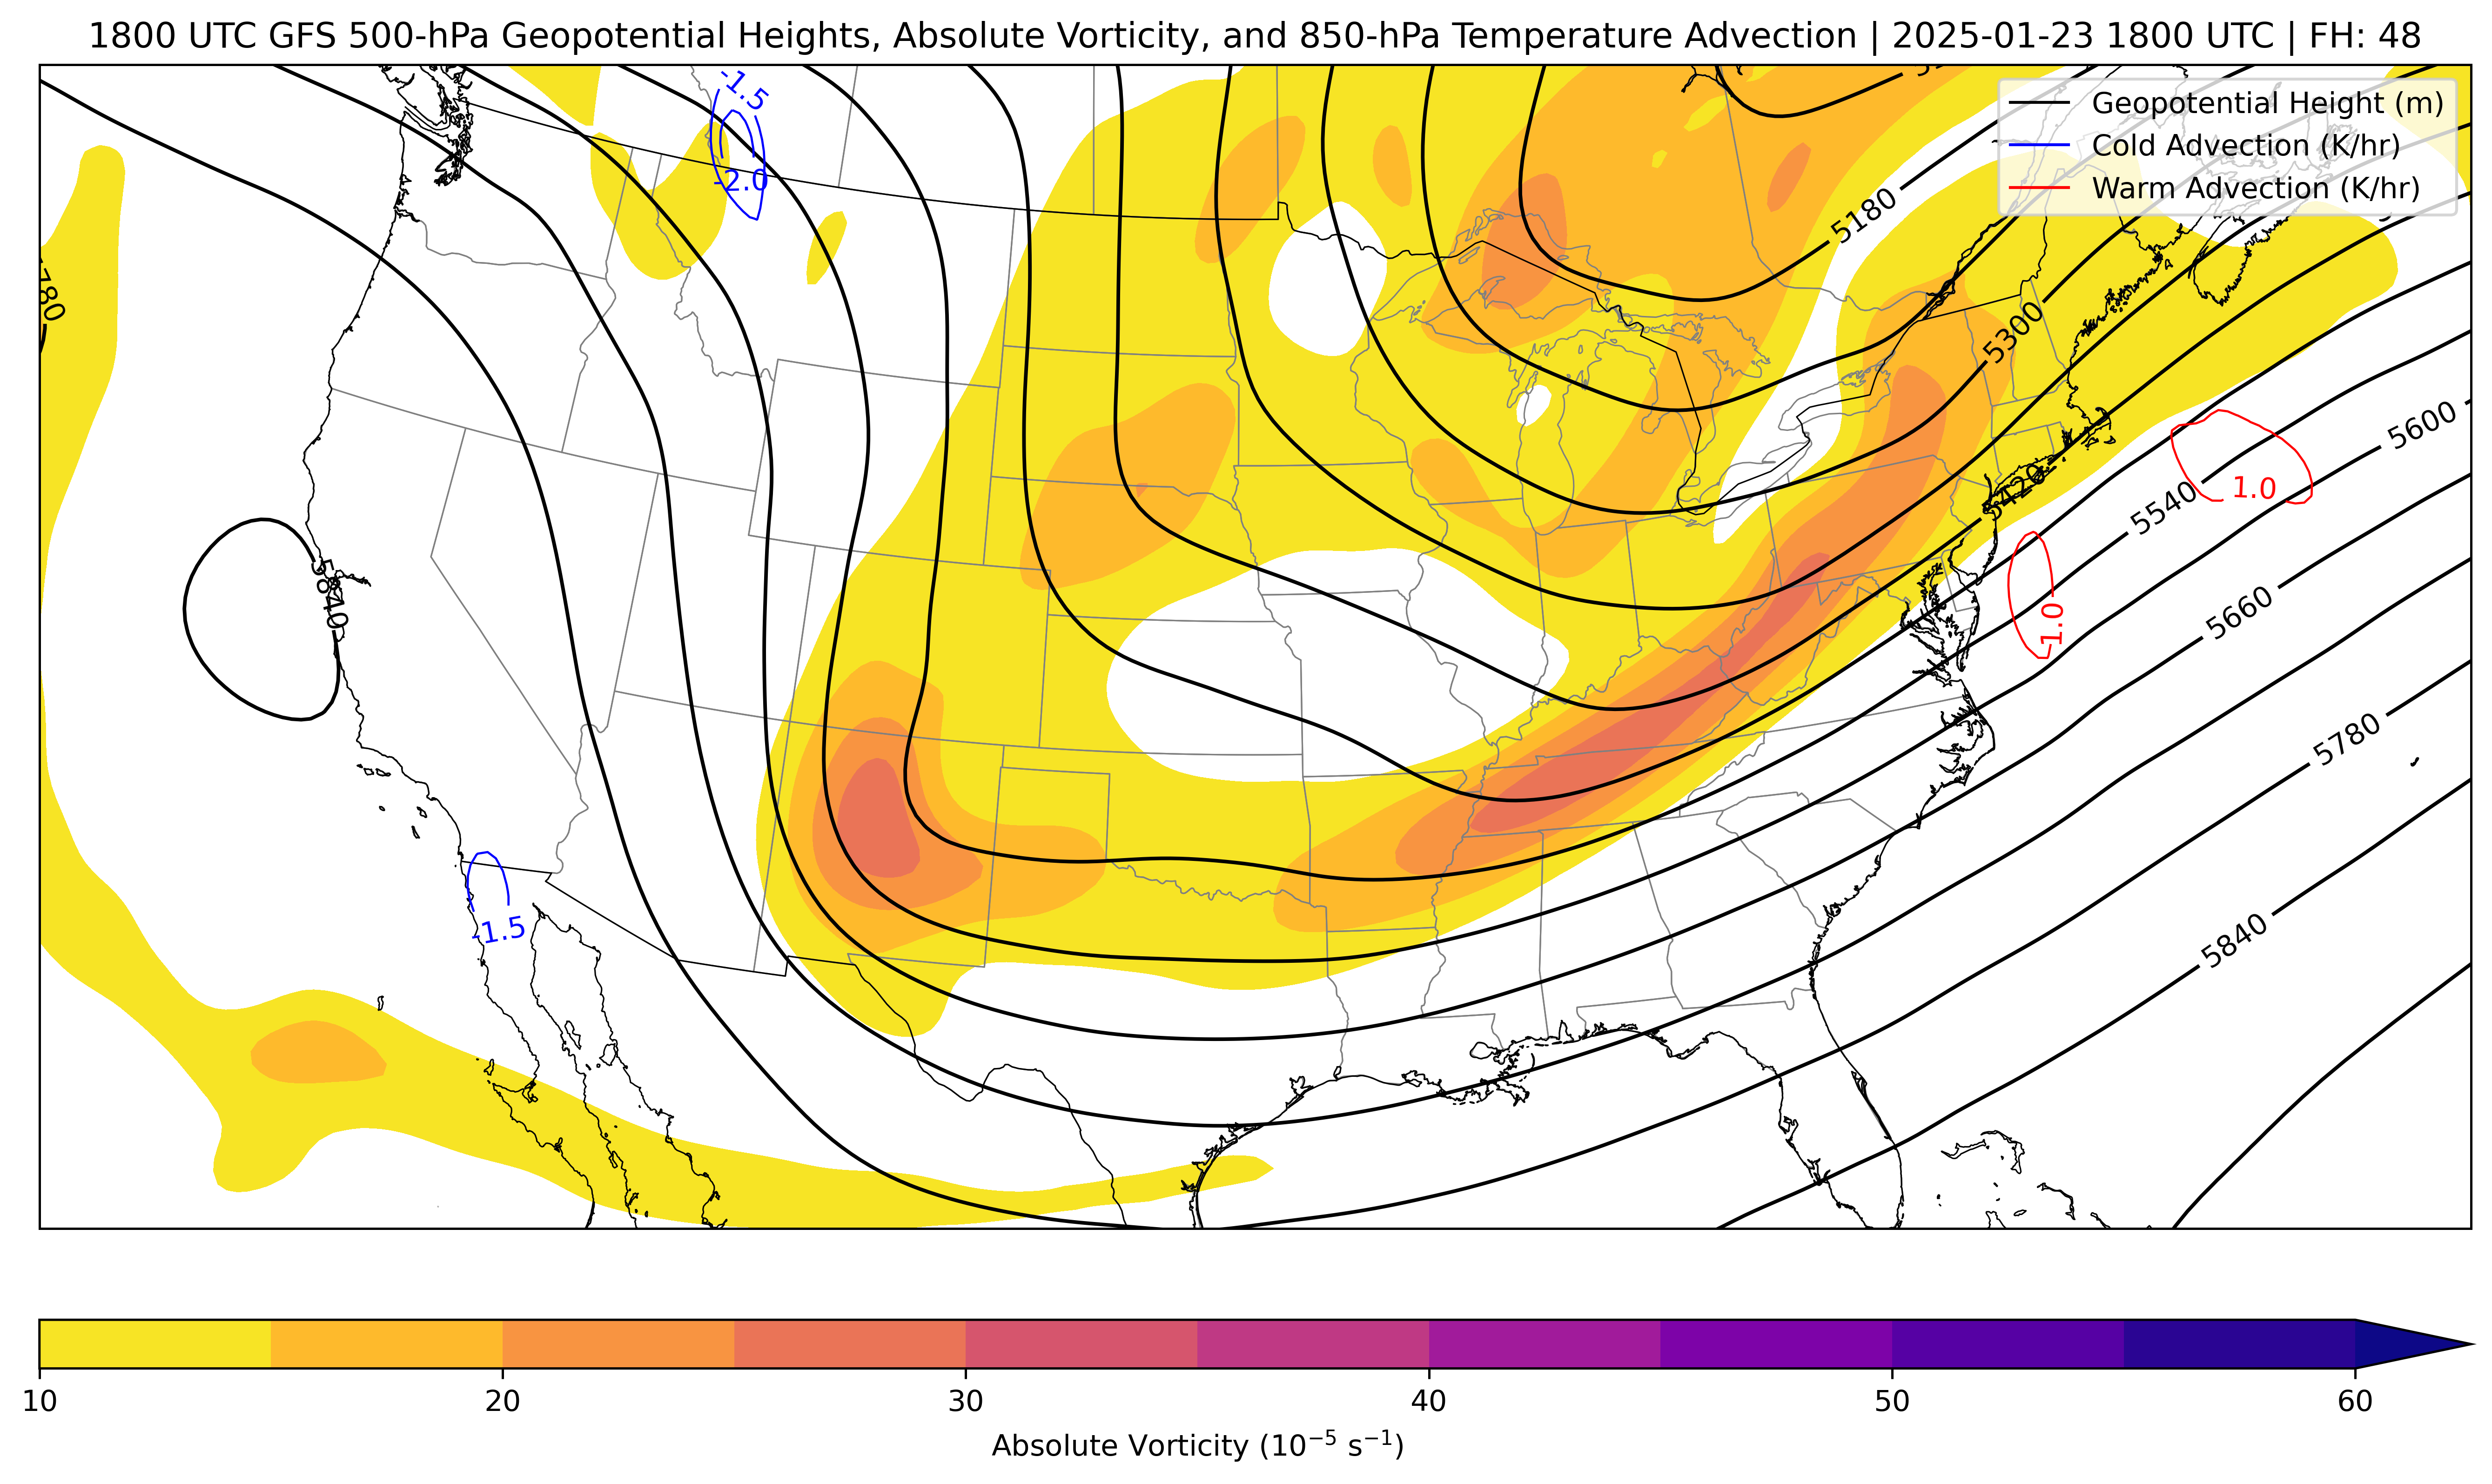 1800 UTC GFS 500-hPa Geopotential Heights, Absolute Vorticity, and 850-hPa Temperature Advection | 2025-01-23 1800 UTC | FH: 48
Geopotential Height (m)
Cold Advection (K/hr)
Warm Advection (K/hr)
-1.5
-2.0
5180
5300
5420
5600
1.0
5540
5840
1.0
5660
5780
-1.5
5840
10 20 30 40 50 60
Absolute Vorticity (10⁻⁵ s⁻¹)